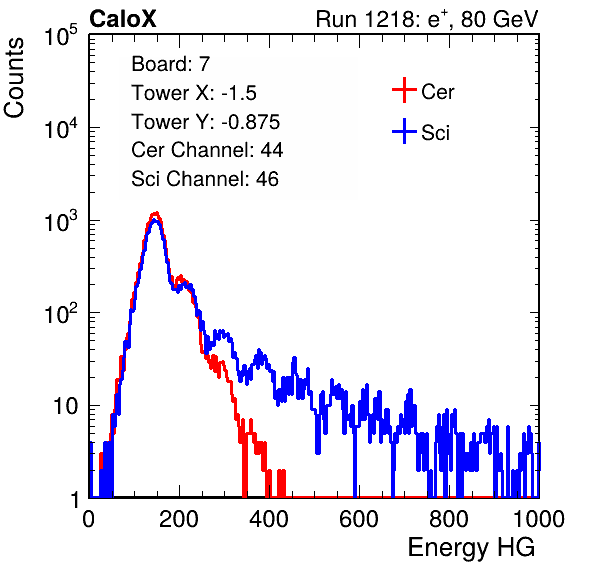 CaloX Run 1218: e⁺, 80 GeV
Counts
10⁵
10⁴
10³
10²
10
1
Board: 7
Tower X: -1.5
Tower Y: -0.875
Cer Channel: 44
Sci Channel: 46
Cer
Sci
0 200 400 600 800 1000
Energy HG